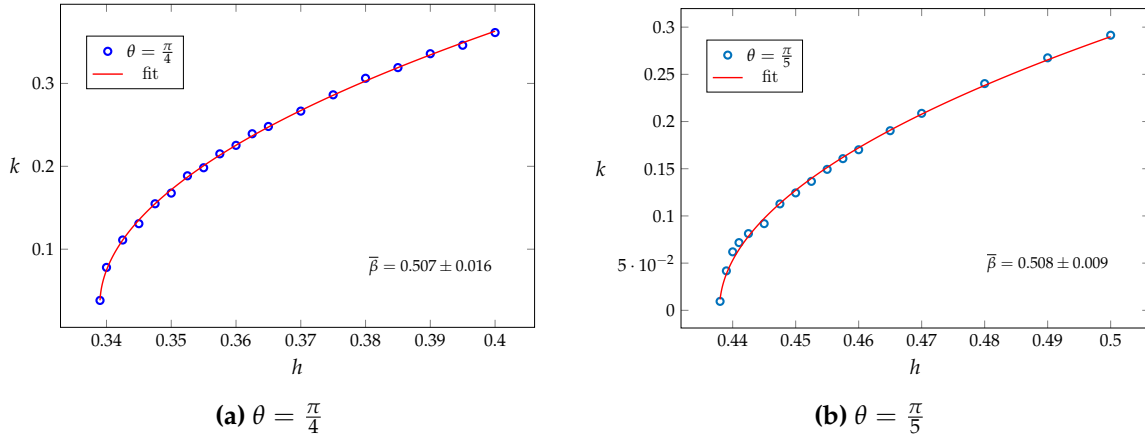 θ = π/4
fit
0.3
0.2
0.1
k
β̄ = 0.507 ± 0.016
0.34 0.35 0.36 0.37 0.38 0.39 0.4
h
(a) θ = π/4
θ = π/5
fit
0.3
0.25
0.2
0.15
0.1
5 · 10⁻²
0
k
β̄ = 0.508 ± 0.009
0.44 0.45 0.46 0.47 0.48 0.49 0.5
h
(b) θ = π/5